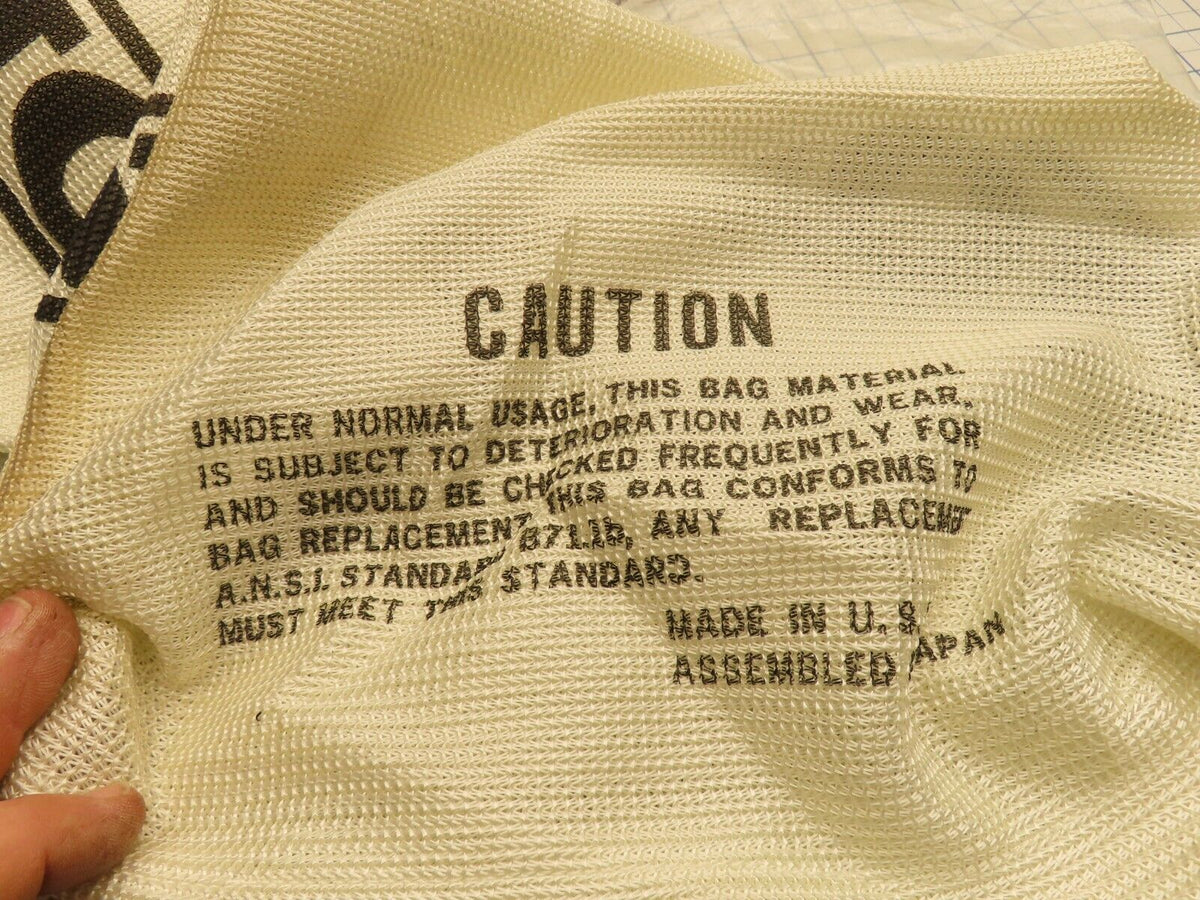 CAUTION
UNDER NORMAL USAGE, THIS BAG MATERIAL
IS SUBJECT TO DETERIORATION AND WEAR,
AND SHOULD BE CHECKED FREQUENTLY FOR
BAG REPLACEMENT THIS BAG CONFORMS TO
A.N.S.I. STANDARD B71.1b, ANY REPLACEMENT
MUST MEET THIS STANDARD.
MADE IN U.S.
ASSEMBLED JAPAN